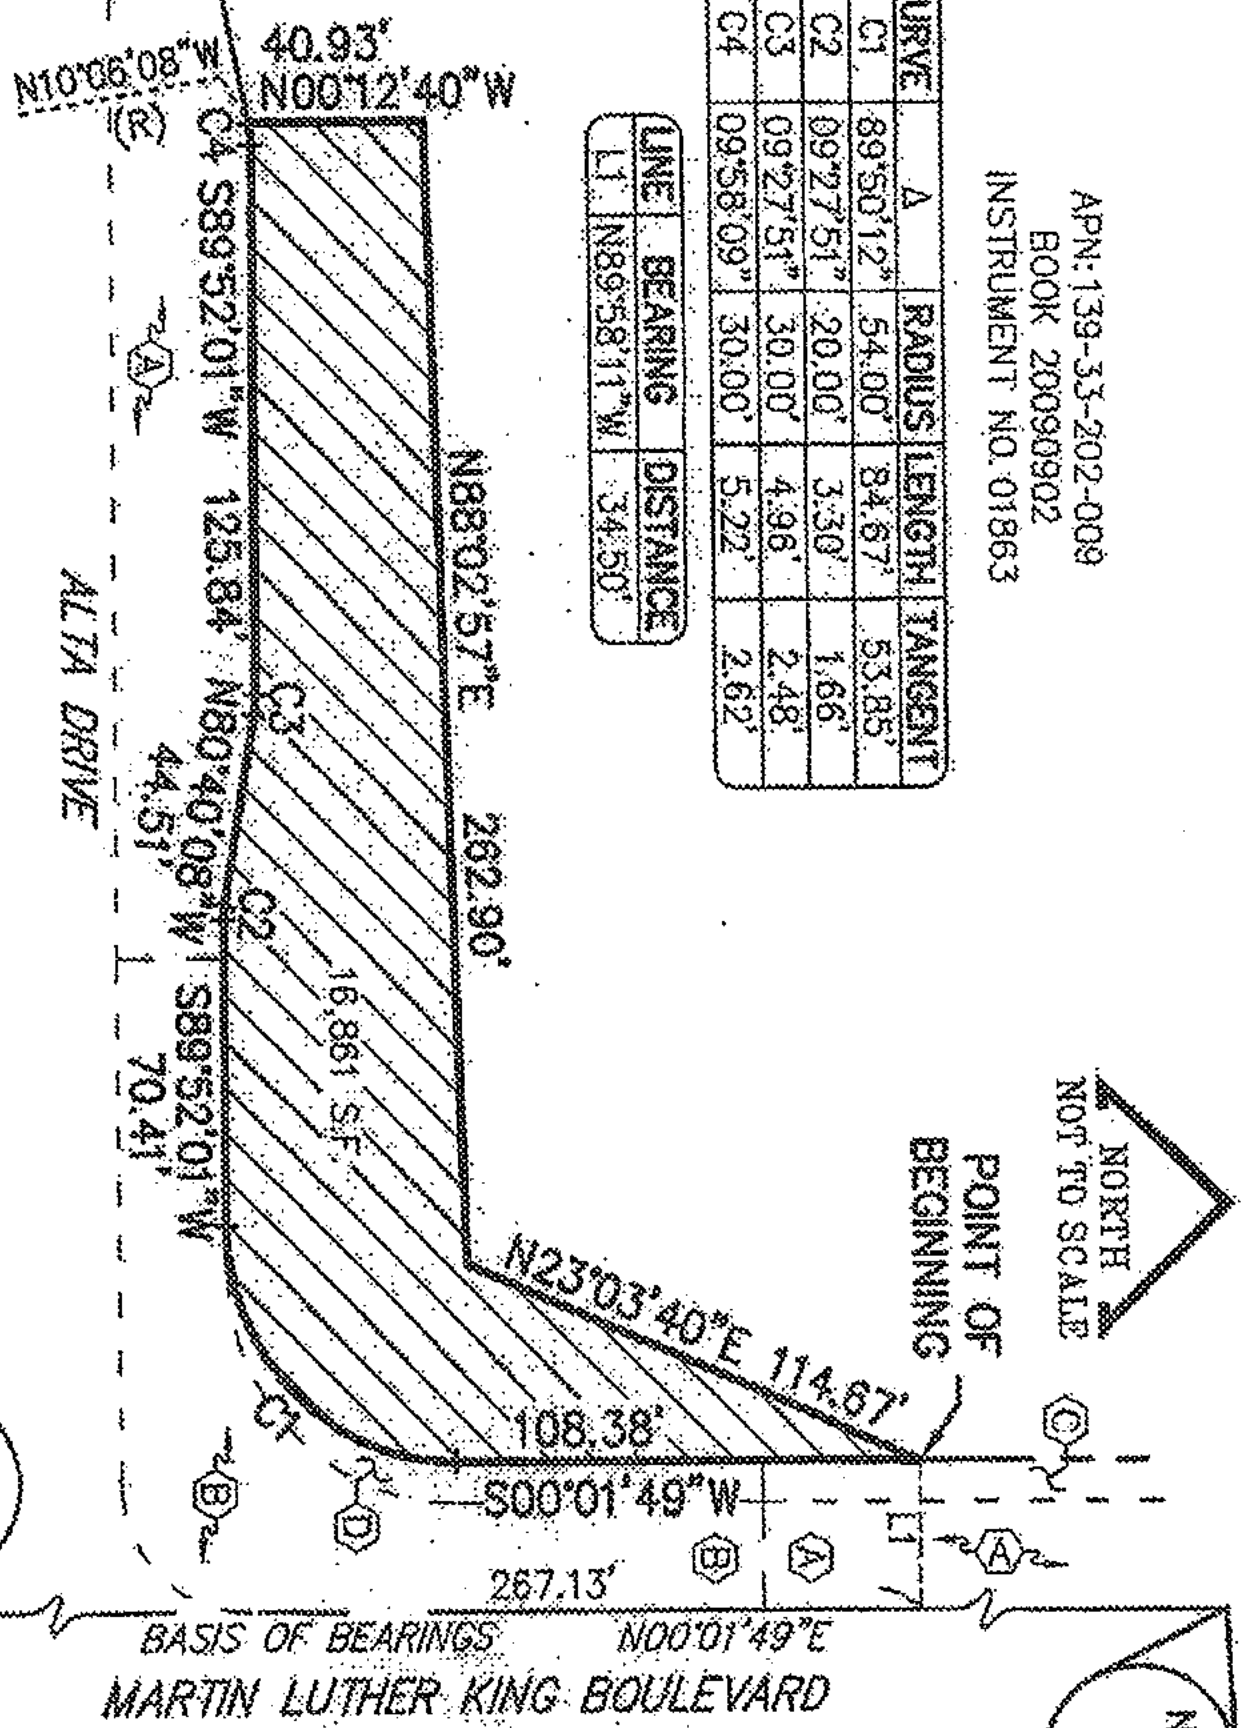 APN: 139-33-202-009
BOOK 20090902
INSTRUMENT NO. 01863
URVE Δ RADIUS LENGTH TANGENT
C1 89°50'12" 54.00' 84.67' 53.85'
C2 09°27'51" 20.00' 3.30' 1.66'
C3 09°27'51" 30.00' 4.96' 2.48'
C4 09°58'09" 30.00' 5.22' 2.62'
LINE BEARING DISTANCE
L1 N89°58'11"W 34.50'
NORTH
NOT TO SCALE
POINT OF
BEGINNING
N10°06'08"W
(R)
40.93'
N00°12'40"W
C4
S89°52'01"W 125.84'
N80°40'08"W
44.51'
S89°52'01"W
70.41'
C3
C2
N88°02'57"E 262.90'
16,861 SF
N23°03'40"E 114.67'
108.38'
S00°01'49"W
C1
L1
A
B
D
B
A
A
C
267.13'
ALTA DRIVE
BASIS OF BEARINGS N00°01'49"E
MARTIN LUTHER KING BOULEVARD
N